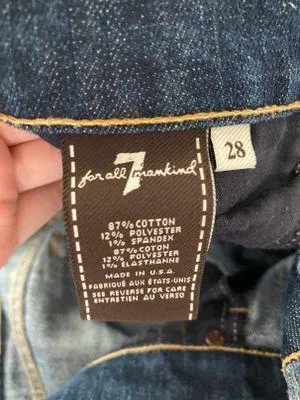 7
for all mankind
28
87% COTTON
12% POLYESTER
1% SPANDEX
87% COTON
12% POLYESTER
1% ELASTHANNE
MADE IN U.S.A.
FABRIQUÉ AUX ÉTATS-UNIS
SEE REVERSE FOR CARE
ENTRETIEN AU VERSO